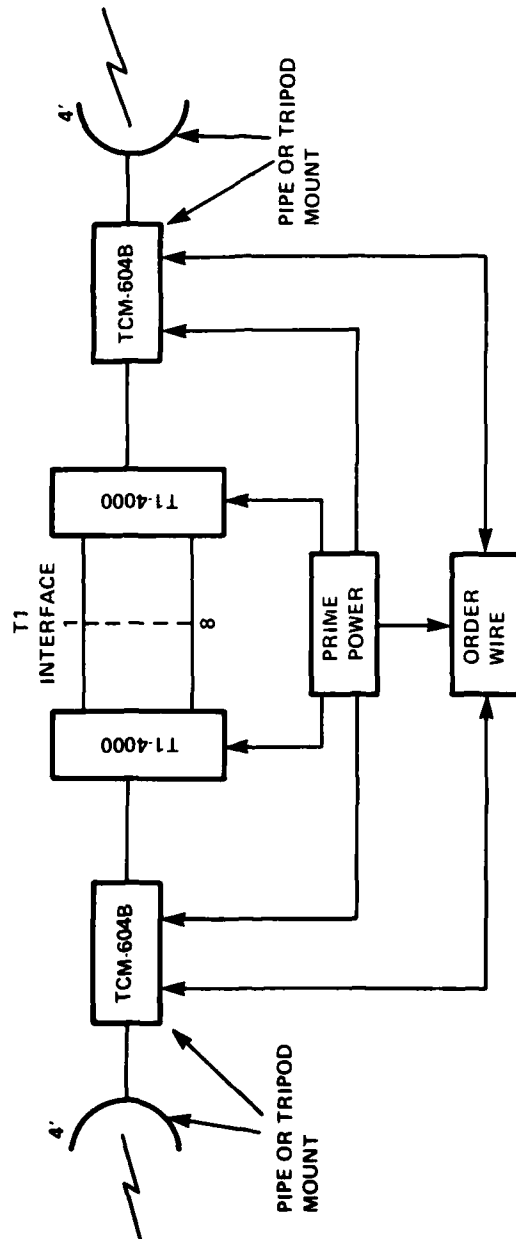 4'
PIPE OR TRIPOD
MOUNT
TCM-604B
T1-4000
T1
INTERFACE
1
8
T1-4000
TCM-604B
4'
PIPE OR TRIPOD
MOUNT
PRIME
POWER
ORDER
WIRE